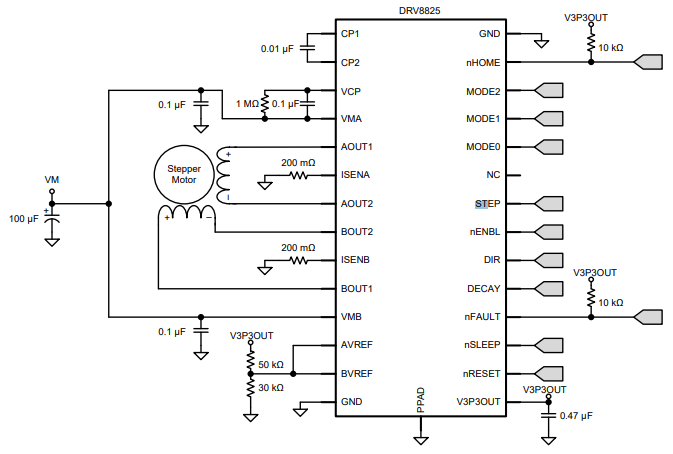 DRV8825
CP1
CP2
VCP
VMA
AOUT1
ISENA
AOUT2
BOUT2
ISENB
BOUT1
VMB
AVREF
BVREF
GND
GND
nHOME
MODE2
MODE1
MODE0
NC
STEP
nENBL
DIR
DECAY
nFAULT
nSLEEP
nRESET
V3P3OUT
PPAD
0.01 µF
0.1 µF
1 MΩ
0.1 µF
Stepper
Motor
+
–
+
–
200 mΩ
200 mΩ
VM
+
100 µF
0.1 µF
V3P3OUT
50 kΩ
30 kΩ
V3P3OUT
10 kΩ
V3P3OUT
10 kΩ
V3P3OUT
0.47 µF